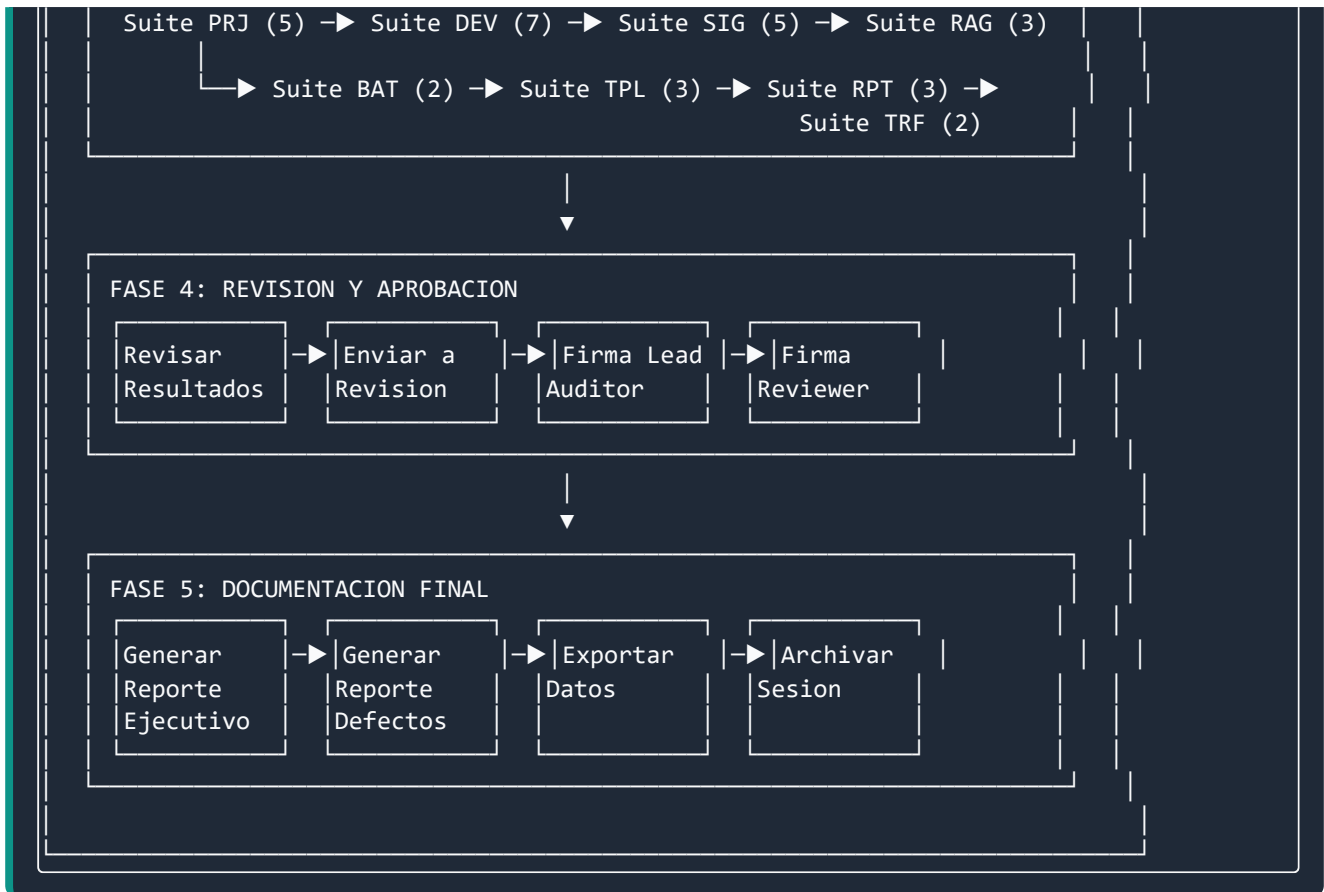 Suite PRJ (5) ─▶ Suite DEV (7) ─▶ Suite SIG (5) ─▶ Suite RAG (3)
└──▶ Suite BAT (2) ─▶ Suite TPL (3) ─▶ Suite RPT (3) ─▶
Suite TRF (2)
▼
FASE 4: REVISION Y APROBACION
Revisar ─▶ Enviar a ─▶ Firma Lead ─▶ Firma
Resultados Revision Auditor Reviewer
▼
FASE 5: DOCUMENTACION FINAL
Generar ─▶ Generar ─▶ Exportar ─▶ Archivar
Reporte Reporte Datos Sesion
Ejecutivo Defectos